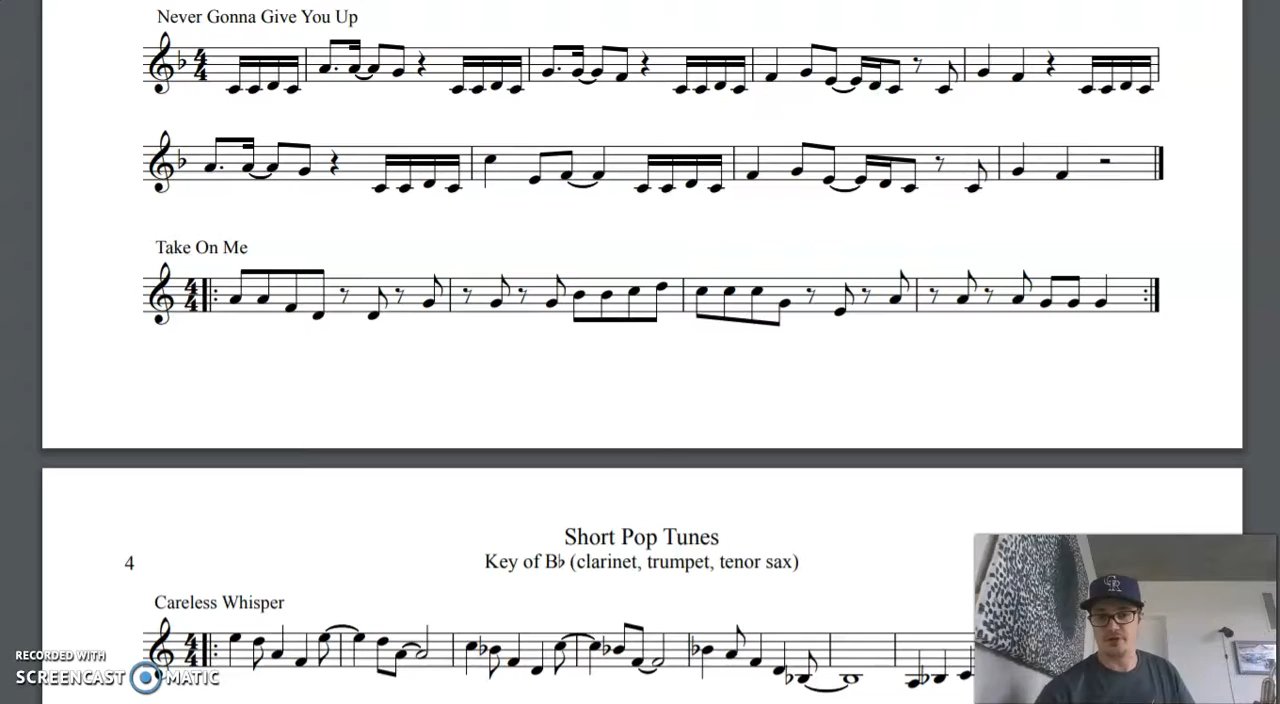 Never Gonna Give You Up
Take On Me
Short Pop Tunes
4
Key of B♭ (clarinet, trumpet, tenor sax)
Careless Whisper
RECORDED WITH
SCREENCAST MATIC
CR